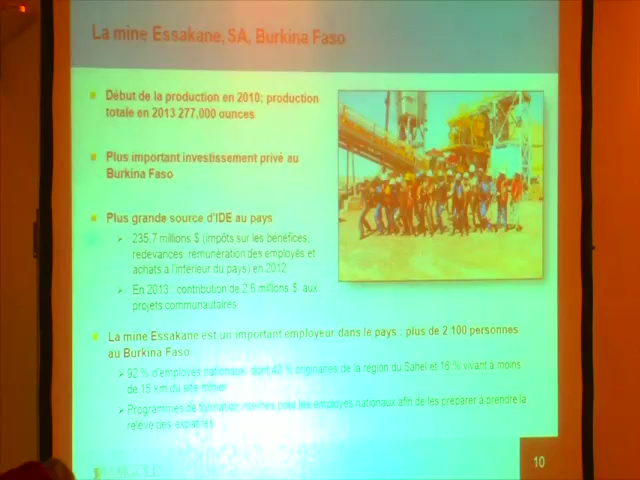 La mine Essakane, SA, Burkina Faso
Début de la production en 2010; production
totale en 2013 277,000 ounces
Plus important investissement privé au
Burkina Faso
Plus grande source d'IDE au pays
235,7 millions $ (impôts sur les bénéfices,
redevances, rémunération des employés et
achats à l'intérieur du pays) en 2012
En 2013 : contribution de 2,6 millions $ aux
projets communautaires
La mine Essakane est un important employeur dans le pays : plus de 2 100 personnes
au Burkina Faso
92 % d'employés nationaux, dont 40 % originaires de la région du Sahel et 16 % vivant à moins
de 15 km du site minier
Programmes de formation internes pour les employés nationaux afin de les préparer à prendre la
relève des expatriés
IAMGOLD
10